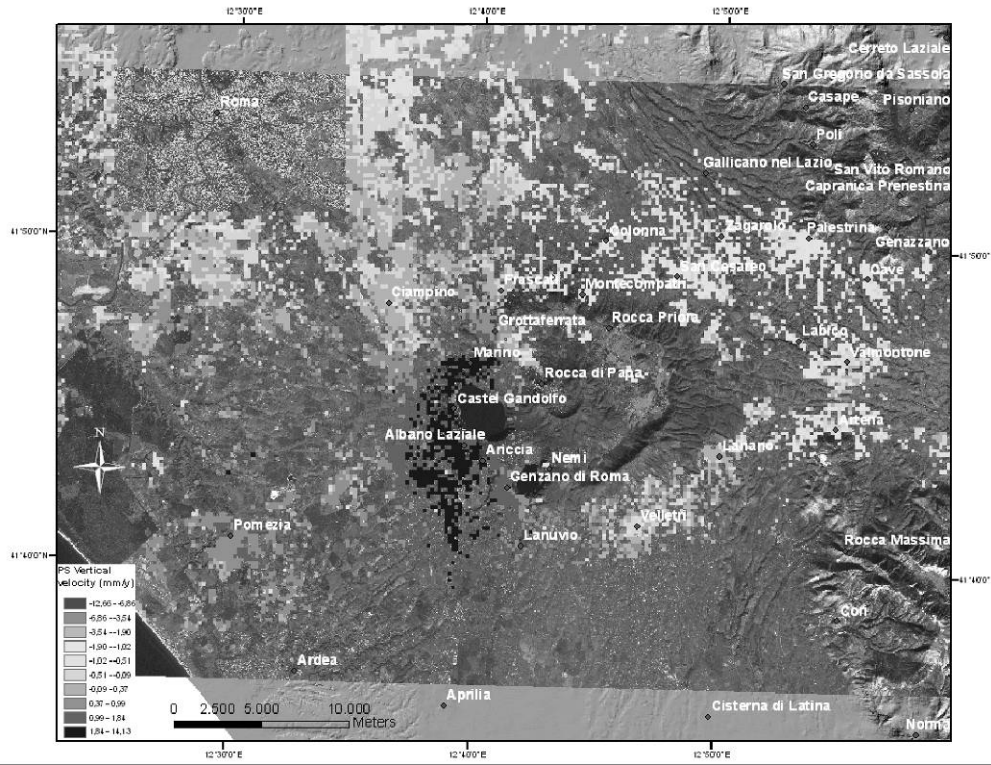 12°30'0"E 12°40'0"E 12°50'0"E
Cerreto Laziale
San Gregorio da Sassola
Casape
Pisoniano
Roma
Poli
Gallicano nel Lazio
San Vito Romano
Capranica Prenestina
41°50'0"N
Colonna
Zagarolo
Palestrina
Genazzano
41°50'0"N
San Cesareo
Cave
Frascati
Montecompatri
Ciampino
Grottaferrata
Rocca Priora
Labico
Marino
Valmontone
Rocca di Papa
Castel Gandolfo
Albano Laziale
Artena
Ariccia
Nemi
Lariano
N
Genzano di Roma
Pomezia
Velletri
Lanuvio
Rocca Massima
41°40'0"N
41°40'0"N
PS Vertical
velocity (mm/y)
-12,66 - -6,86
-6,86 - -3,54
-3,54 - -1,90
-1,90 - -1,02
-1,02 - -0,51
-0,51 - -0,09
-0,09 - 0,37
0,37 - 0,99
0,99 - 1,84
1,84 - 14,13
Cori
Ardea
Aprilia
Cisterna di Latina
0 2.500 5.000 10.000
Meters
Norma
12°30'0"E 12°40'0"E 12°50'0"E